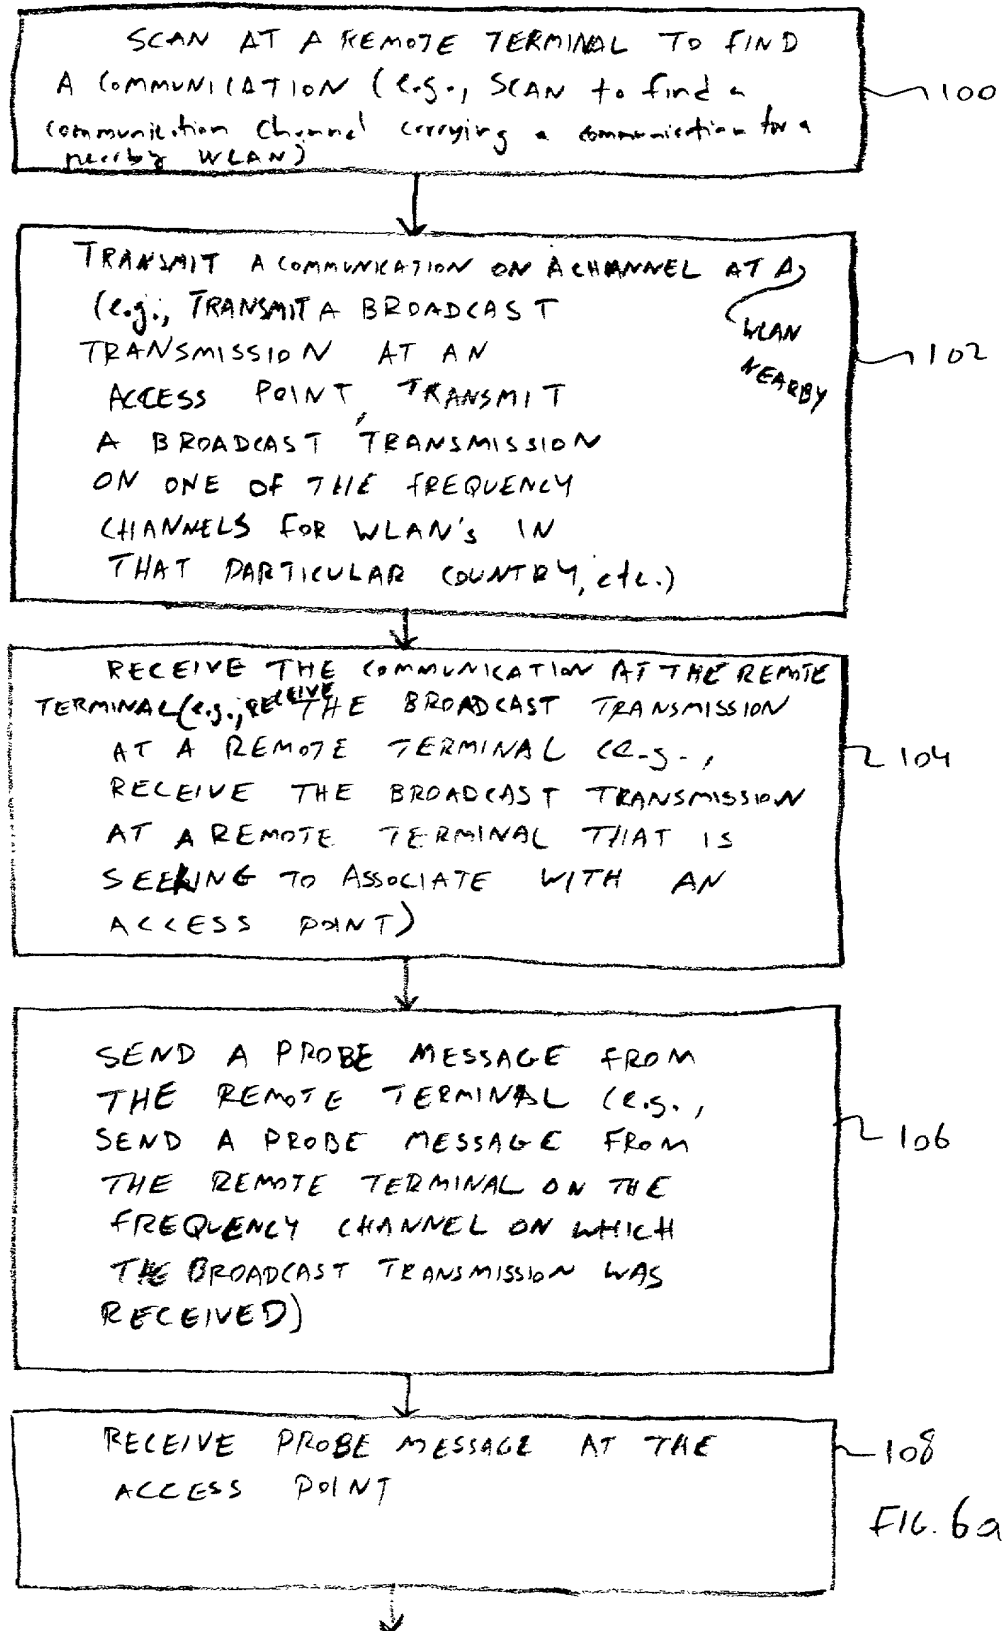 SCAN AT A REMOTE TERMINAL TO FIND
A COMMUNICATION (e.g., SCAN to find a
communication channel carrying a communication for a
nearby WLAN)
100
TRANSMIT A COMMUNICATION ON A CHANNEL AT A
(e.g., TRANSMIT A BROADCAST
WLAN
TRANSMISSION AT AN
NEARBY
102
ACCESS POINT, TRANSMIT
A BROADCAST TRANSMISSION
ON ONE OF THE FREQUENCY
CHANNELS FOR WLAN's IN
THAT PARTICULAR COUNTRY, etc.)
RECEIVE THE COMMUNICATION AT THE REMOTE
TERMINAL (e.g., RECEIVE THE BROADCAST TRANSMISSION
AT A REMOTE TERMINAL (e.g.,
104
RECEIVE THE BROADCAST TRANSMISSION
AT A REMOTE TERMINAL THAT IS
SEEKING TO ASSOCIATE WITH AN
ACCESS POINT)
SEND A PROBE MESSAGE FROM
THE REMOTE TERMINAL (e.g.,
SEND A PROBE MESSAGE FROM
106
THE REMOTE TERMINAL ON THE
FREQUENCY CHANNEL ON WHICH
THE BROADCAST TRANSMISSION WAS
RECEIVED)
RECEIVE PROBE MESSAGE AT THE
108
ACCESS POINT
FIG. 6a